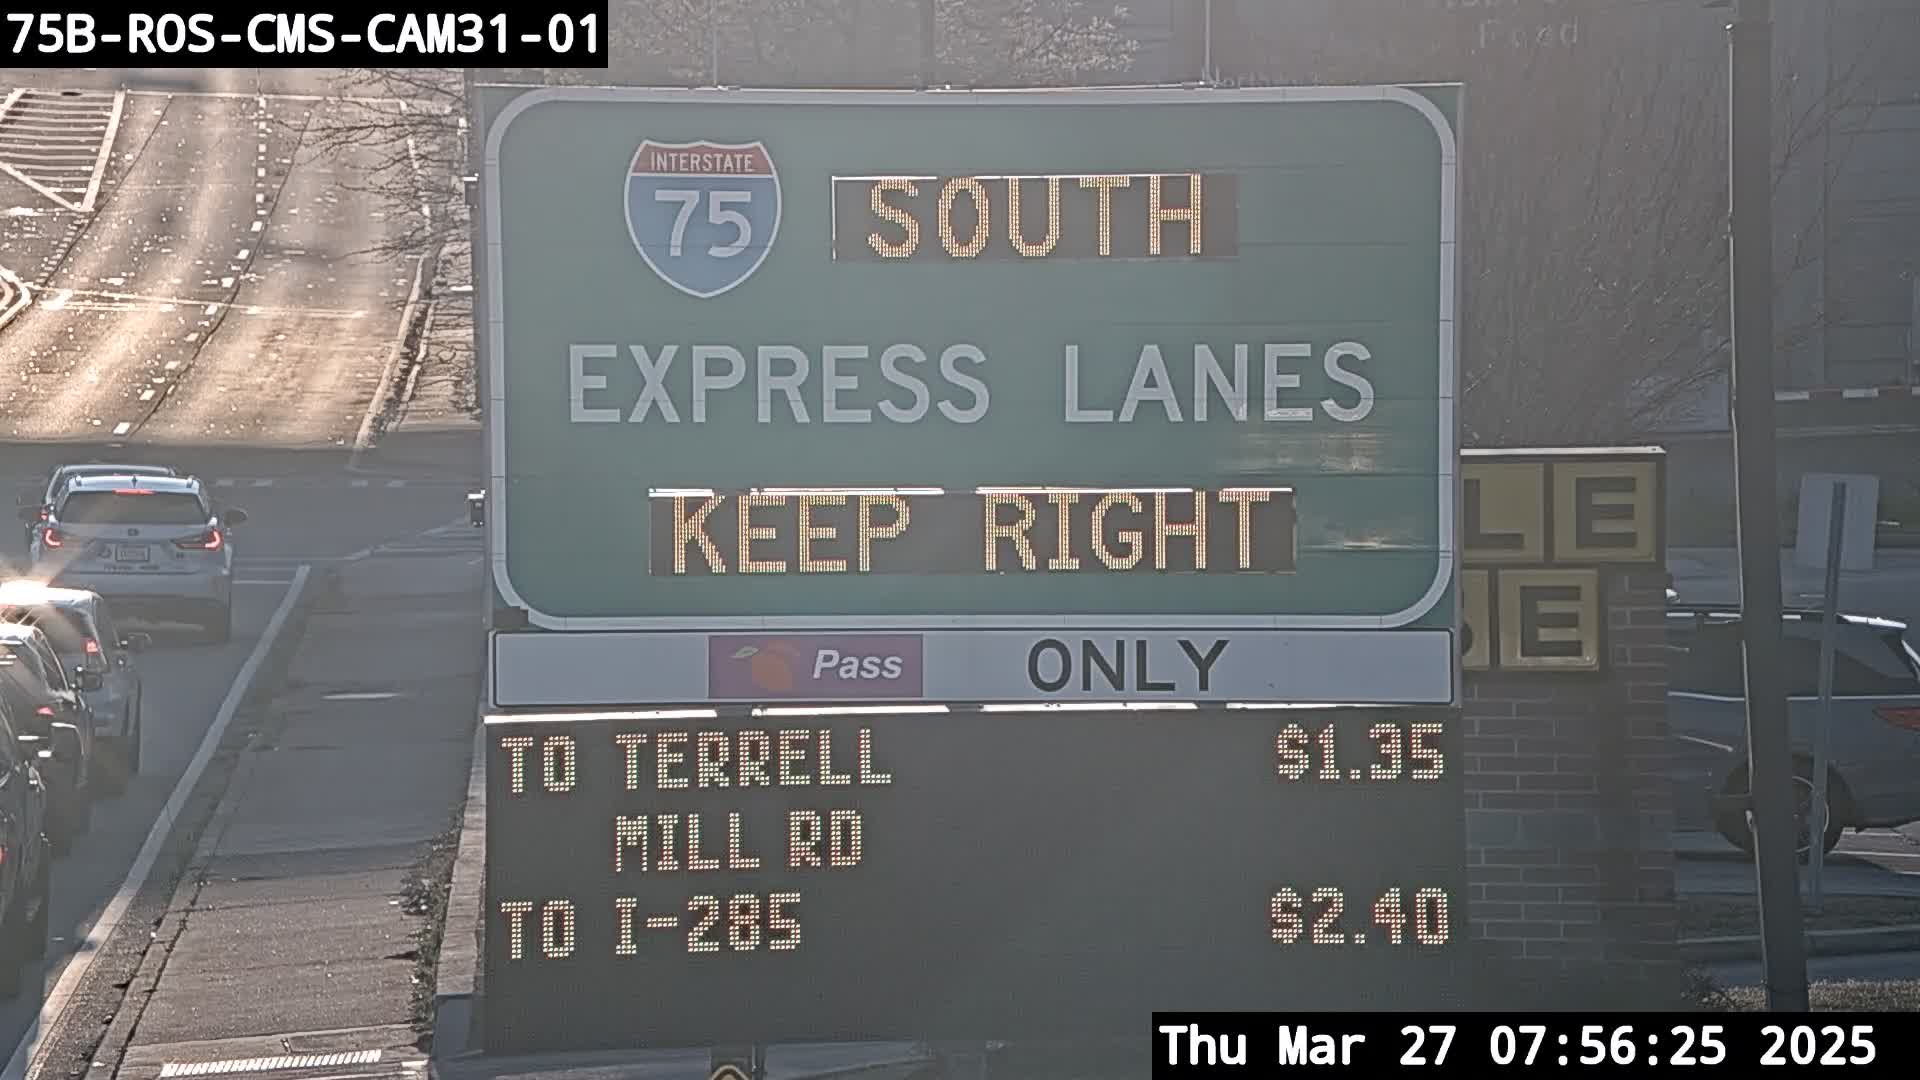 75B-ROS-CMS-CAM31-01
INTERSTATE
75
SOUTH
EXPRESS LANES
KEEP RIGHT
Pass ONLY
TO TERRELL $1.35
MILL RD
TO I-285 $2.40
LE
E
Thu Mar 27 07:56:25 2025